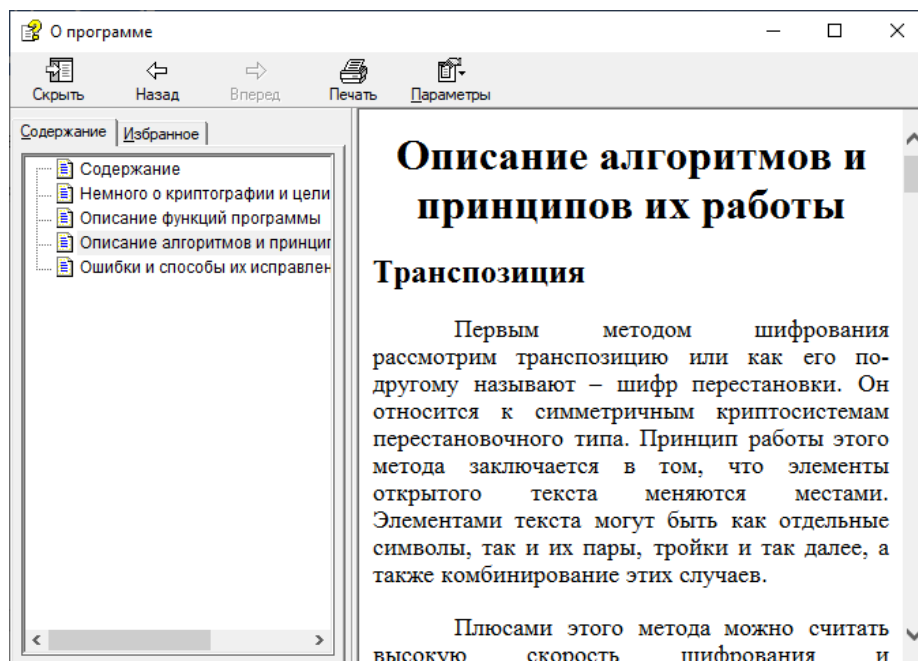 О программе
Скрыть Назад Вперед Печать Параметры
Содержание Избранное
Содержание
Немного о криптографии и цели
Описание функций программы
Описание алгоритмов и принцип
Ошибки и способы их исправлен
Описание алгоритмов и
принципов их работы
Транспозиция
Первым методом шифрования
рассмотрим транспозицию или как его по-
другому называют – шифр перестановки. Он
относится к симметричным криптосистемам
перестановочного типа. Принцип работы этого
метода заключается в том, что элементы
открытого текста меняются местами.
Элементами текста могут быть как отдельные
символы, так и их пары, тройки и так далее, а
также комбинирование этих случаев.
Плюсами этого метода можно считать
высокую скорость шифрования и